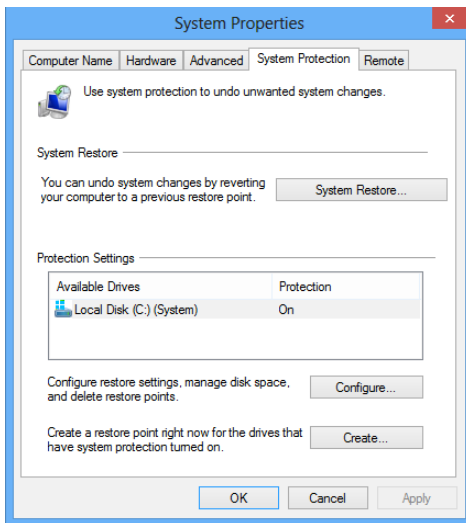 System Properties
Computer Name Hardware Advanced System Protection Remote
Use system protection to undo unwanted system changes.
System Restore
You can undo system changes by reverting
your computer to a previous restore point.
System Restore...
Protection Settings
Available Drives Protection
Local Disk (C:) (System) On
Configure restore settings, manage disk space,
and delete restore points.
Configure...
Create a restore point right now for the drives that
have system protection turned on.
Create...
OK Cancel Apply